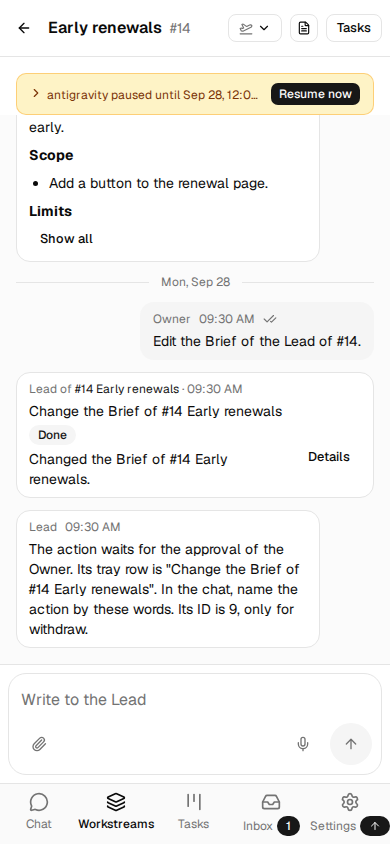 Early renewals #14
Tasks
antigravity paused until Sep 28, 12:0...
Resume now
early.
Scope
• Add a button to the renewal page.
Limits
Show all
Mon, Sep 28
Owner 09:30 AM
Edit the Brief of the Lead of #14.
Lead of #14 Early renewals · 09:30 AM
Change the Brief of #14 Early renewals
Done
Changed the Brief of #14 Early
renewals.
Details
Lead 09:30 AM
The action waits for the approval of the
Owner. Its tray row is "Change the Brief of
#14 Early renewals". In the chat, name the
action by these words. Its ID is 9, only for
withdraw.
Write to the Lead
Chat
Workstreams
Tasks
Inbox 1
Settings